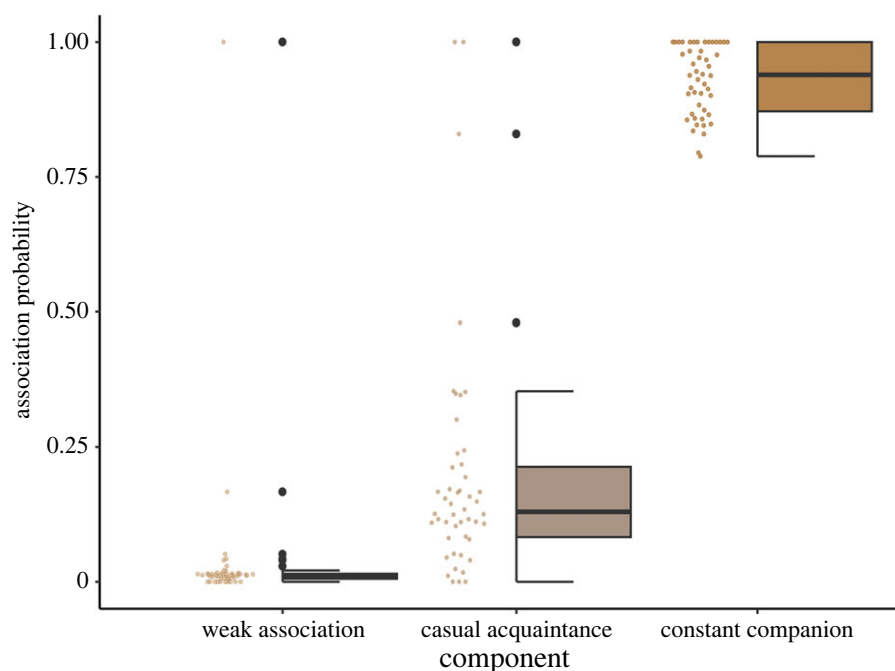 association probability
1.00
0.75
0.50
0.25
0
weak association casual acquaintance constant companion
component